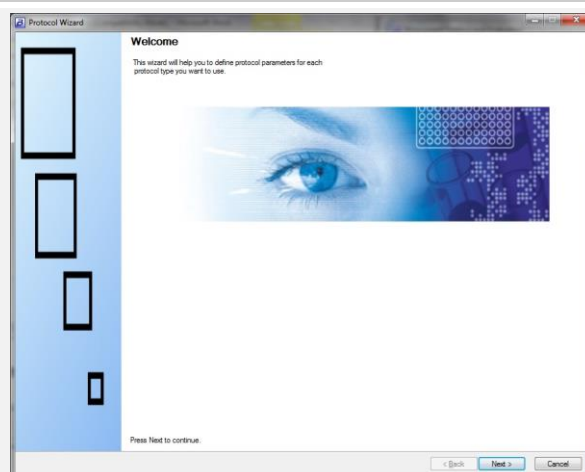 Protocol Wizard
Welcome
This wizard will help you to define protocol parameters for each
protocol type you want to use.
Press Next to continue.
< Back
Next >
Cancel